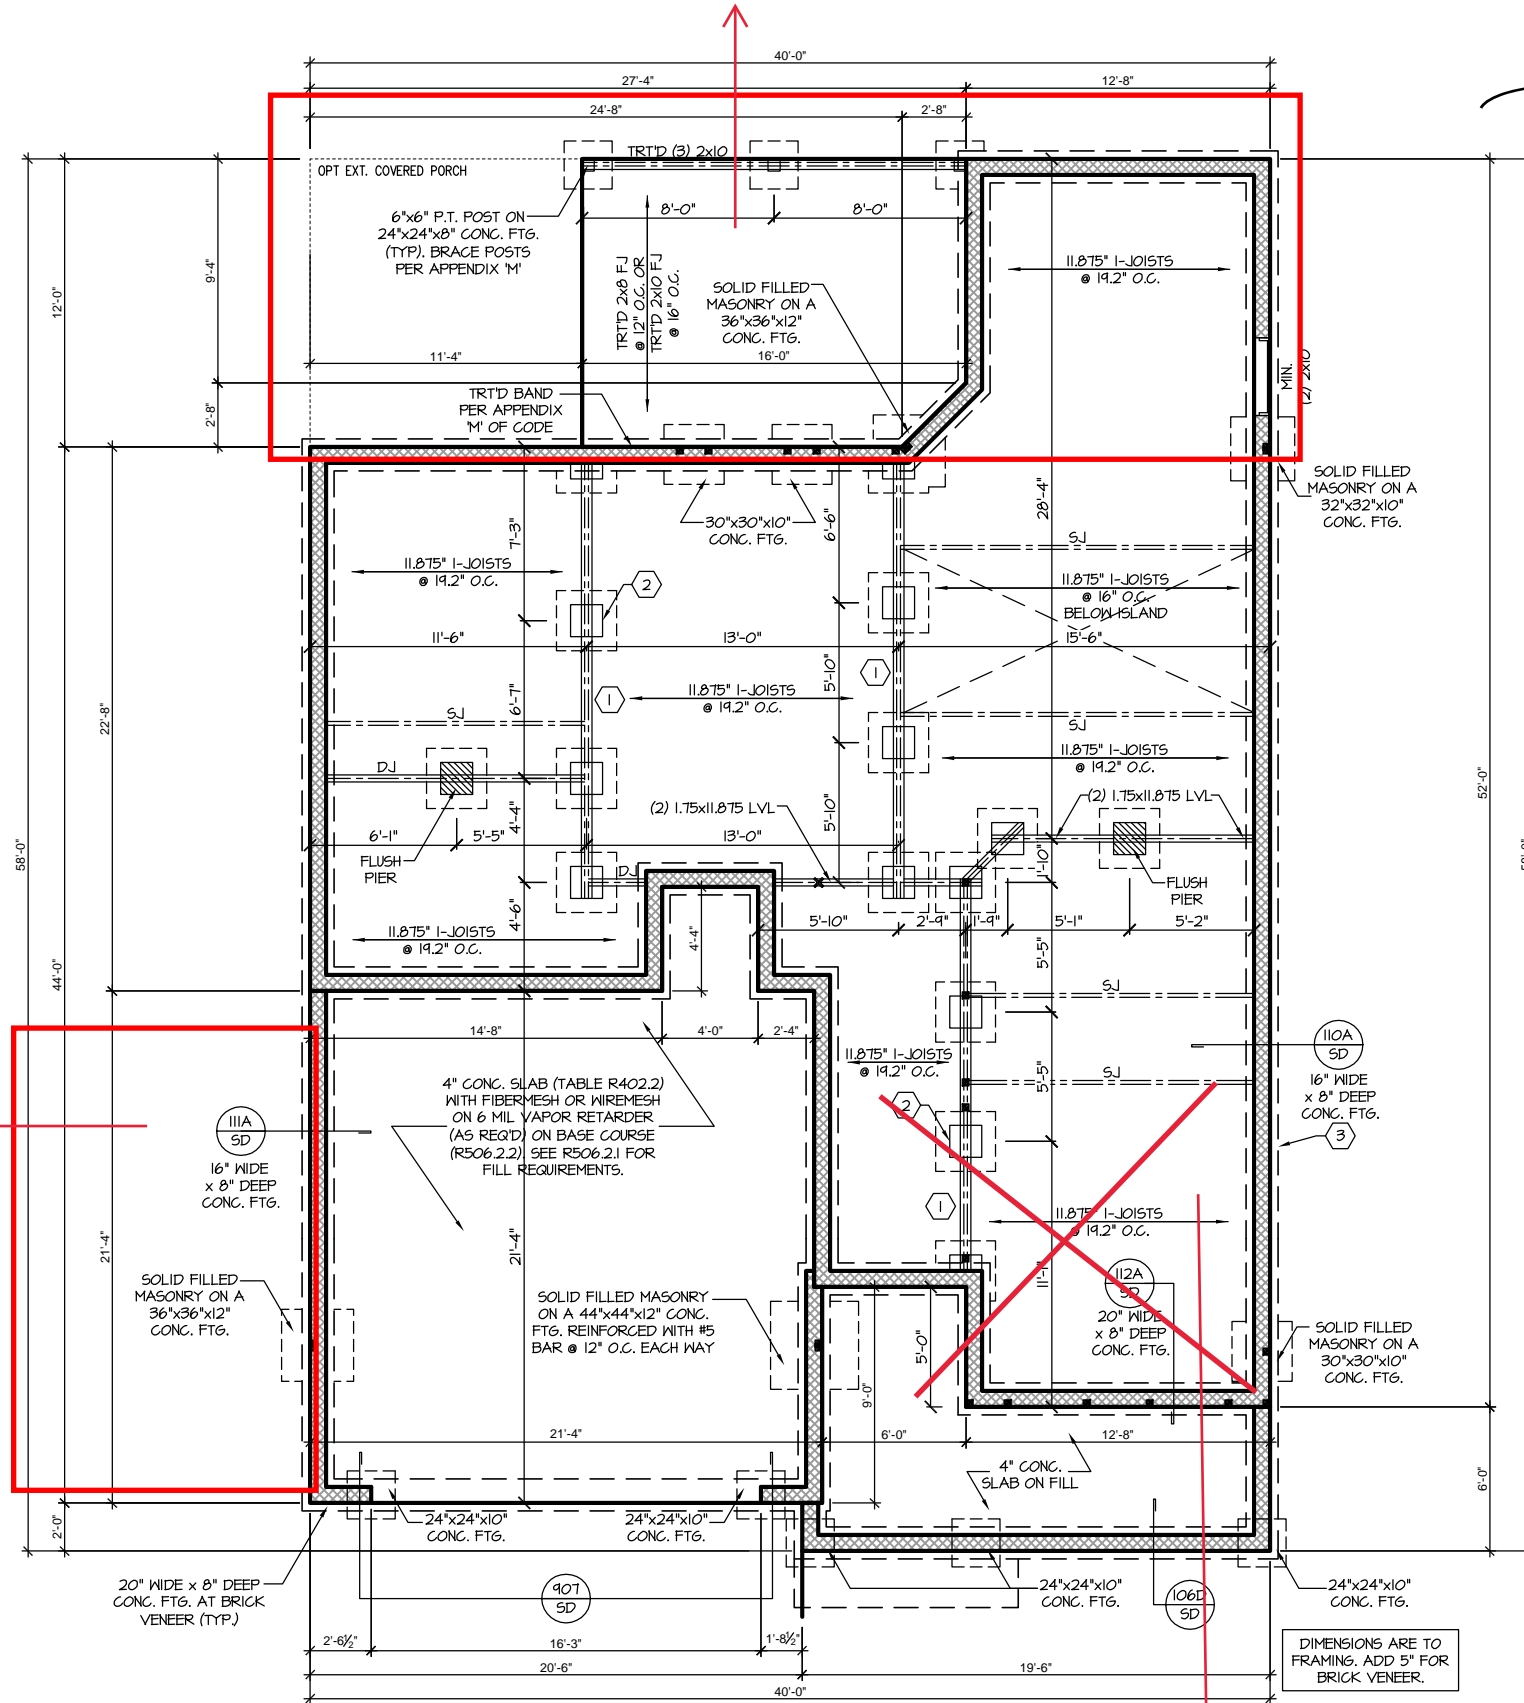 40'-0"
27'-4"
12'-8"
24'-8"
2'-8"
OPT EXT. COVERED PORCH
TRT'D (3) 2x10
6"x6" P.T. POST ON
24"x24"x8" CONC. FTG.
(TYP). BRACE POSTS
PER APPENDIX 'M'
8'-0"
8'-0"
TRT'D 2x8 FJ
@ 12" O.C. OR
TRT'D 2x10 FJ
@ 16" O.C.
SOLID FILLED
MASONRY ON A
36"x36"x12"
CONC. FTG.
11.875" I-JOISTS
@ 19.2" O.C.
12'-0"
9'-4"
2'-8"
11'-4"
16'-0"
MIN.
(2) 2x10
TRT'D BAND
PER APPENDIX
'M' OF CODE
SOLID FILLED
MASONRY ON A
32"x32"x10"
CONC. FTG.
7'-3"
30"x30"x10"
CONC. FTG.
6'-6"
28'-4"
SJ
11.875" I-JOISTS
@ 19.2" O.C.
2
11.875" I-JOISTS
@ 16" O.C.
BELOW ISLAND
11'-6"
13'-0"
15'-6"
22'-8"
6'-7"
1
11.875" I-JOISTS
@ 19.2" O.C.
5'-10"
1
SJ
SJ
11.875" I-JOISTS
@ 19.2" O.C.
DJ
52'-0"
58'-0"
4'-4"
(2) 1.75x11.875 LVL
5'-10"
(2) 1.75x11.875 LVL
6'-1"
5'-5"
13'-0"
FLUSH
PIER
DJ
1'-10"
FLUSH
PIER
4'-6"
11.875" I-JOISTS
@ 19.2" O.C.
4'-4"
5'-10"
2'-9"
1'-9"
5'-1"
5'-2"
5'-5"
44'-0"
SJ
14'-8"
4'-0"
2'-4"
11.875" I-JOISTS
@ 19.2" O.C.
5'-5"
SJ
110A
SD
16" WIDE
x 8" DEEP
CONC. FTG.
3
4" CONC. SLAB (TABLE R402.2)
WITH FIBERMESH OR WIREMESH
ON 6 MIL VAPOR RETARDER
(AS REQ'D) ON BASE COURSE
(R506.2.2). SEE R506.2.1 FOR
FILL REQUIREMENTS.
111A
SD
16" WIDE
x 8" DEEP
CONC. FTG.
2
1
21'-4"
21'-4"
11.875" I-JOISTS
@ 19.2" O.C.
112A
SD
20" WIDE
x 8" DEEP
CONC. FTG.
SOLID FILLED
MASONRY ON A
36"x36"x12"
CONC. FTG.
SOLID FILLED MASONRY
ON A 44"x44"x12" CONC.
FTG. REINFORCED WITH #5
BAR @ 12" O.C. EACH WAY
5'-0"
9'-0"
SOLID FILLED
MASONRY ON A
30"x30"x10"
CONC. FTG.
21'-4"
6'-0"
12'-8"
4" CONC.
SLAB ON FILL
6'-0"
2'-0"
24"x24"x10"
CONC. FTG.
24"x24"x10"
CONC. FTG.
20" WIDE x 8" DEEP
CONC. FTG. AT BRICK
VENEER (TYP.)
907
SD
24"x24"x10"
CONC. FTG.
106D
SD
24"x24"x10"
CONC. FTG.
2'-6½"
16'-3"
1'-8½"
DIMENSIONS ARE TO
FRAMING. ADD 5" FOR
BRICK VENEER.
20'-6"
19'-6"
40'-0"